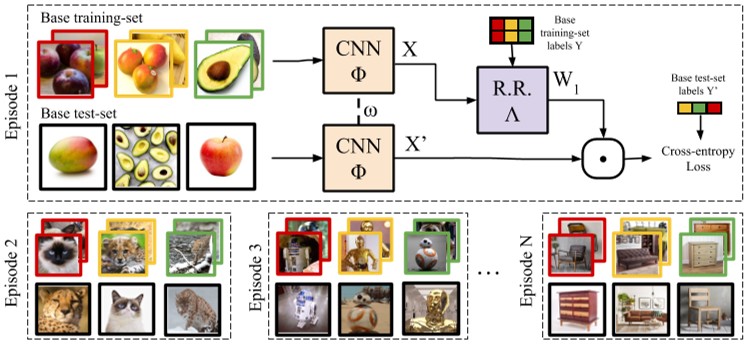 Episode 1
Base training-set
Base test-set
CNN
Φ
ω
CNN
Φ
X
X’
Base
training-set
labels Y
R.R.
Λ
W1
Base test-set
labels Y’
Cross-entropy
Loss
Episode 2
Episode 3
...
Episode N